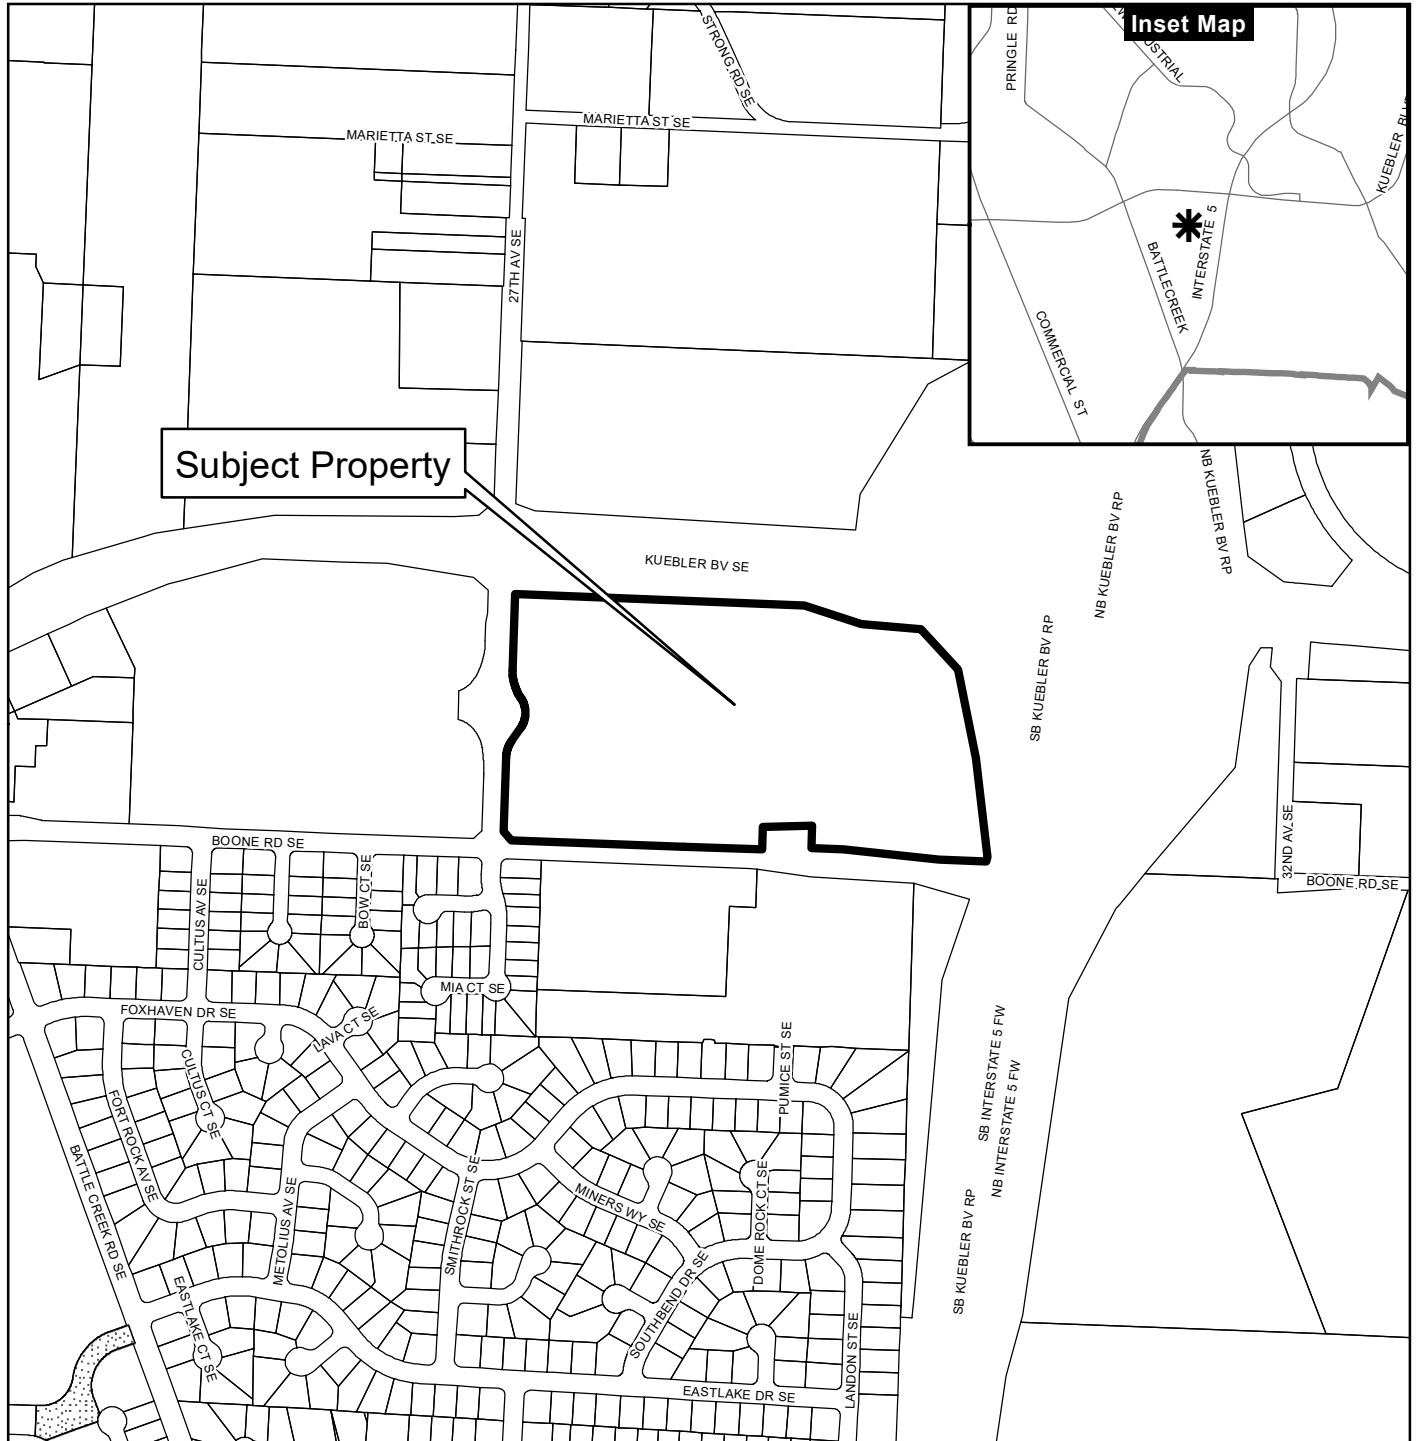 Inset Map
PRINGLE RD
USTRIAL
KUEBLER
INTERSTATE 5
BATTLECREEK
COMMERCIAL ST
STRONG RD SE
MARIETTA ST SE
MARIETTA ST SE
27TH AV SE
Subject Property
KUEBLER BV SE
NB KUEBLER BV RP
NB KUEBLER BV RP
SB KUEBLER BV RP
32ND AV SE
BOONE RD SE
BOONE RD SE
CULTUS AV SE
BOW CT SE
MIA CT SE
FOXHAVEN DR SE
LAVA CT SE
CULTUS CT SE
FORT ROCK AV SE
BATTLE CREEK RD SE
METOLIUS AV SE
SMITHROCK ST SE
MINERS WY SE
PUMICE ST SE
DOME ROCK CT SE
SOUTHBEND DR SE
EASTLAKE CT SE
EASTLAKE DR SE
LANDON ST SE
SB INTERSTATE 5 FW
NB INTERSTATE 5 FW
SB KUEBLER BV RP